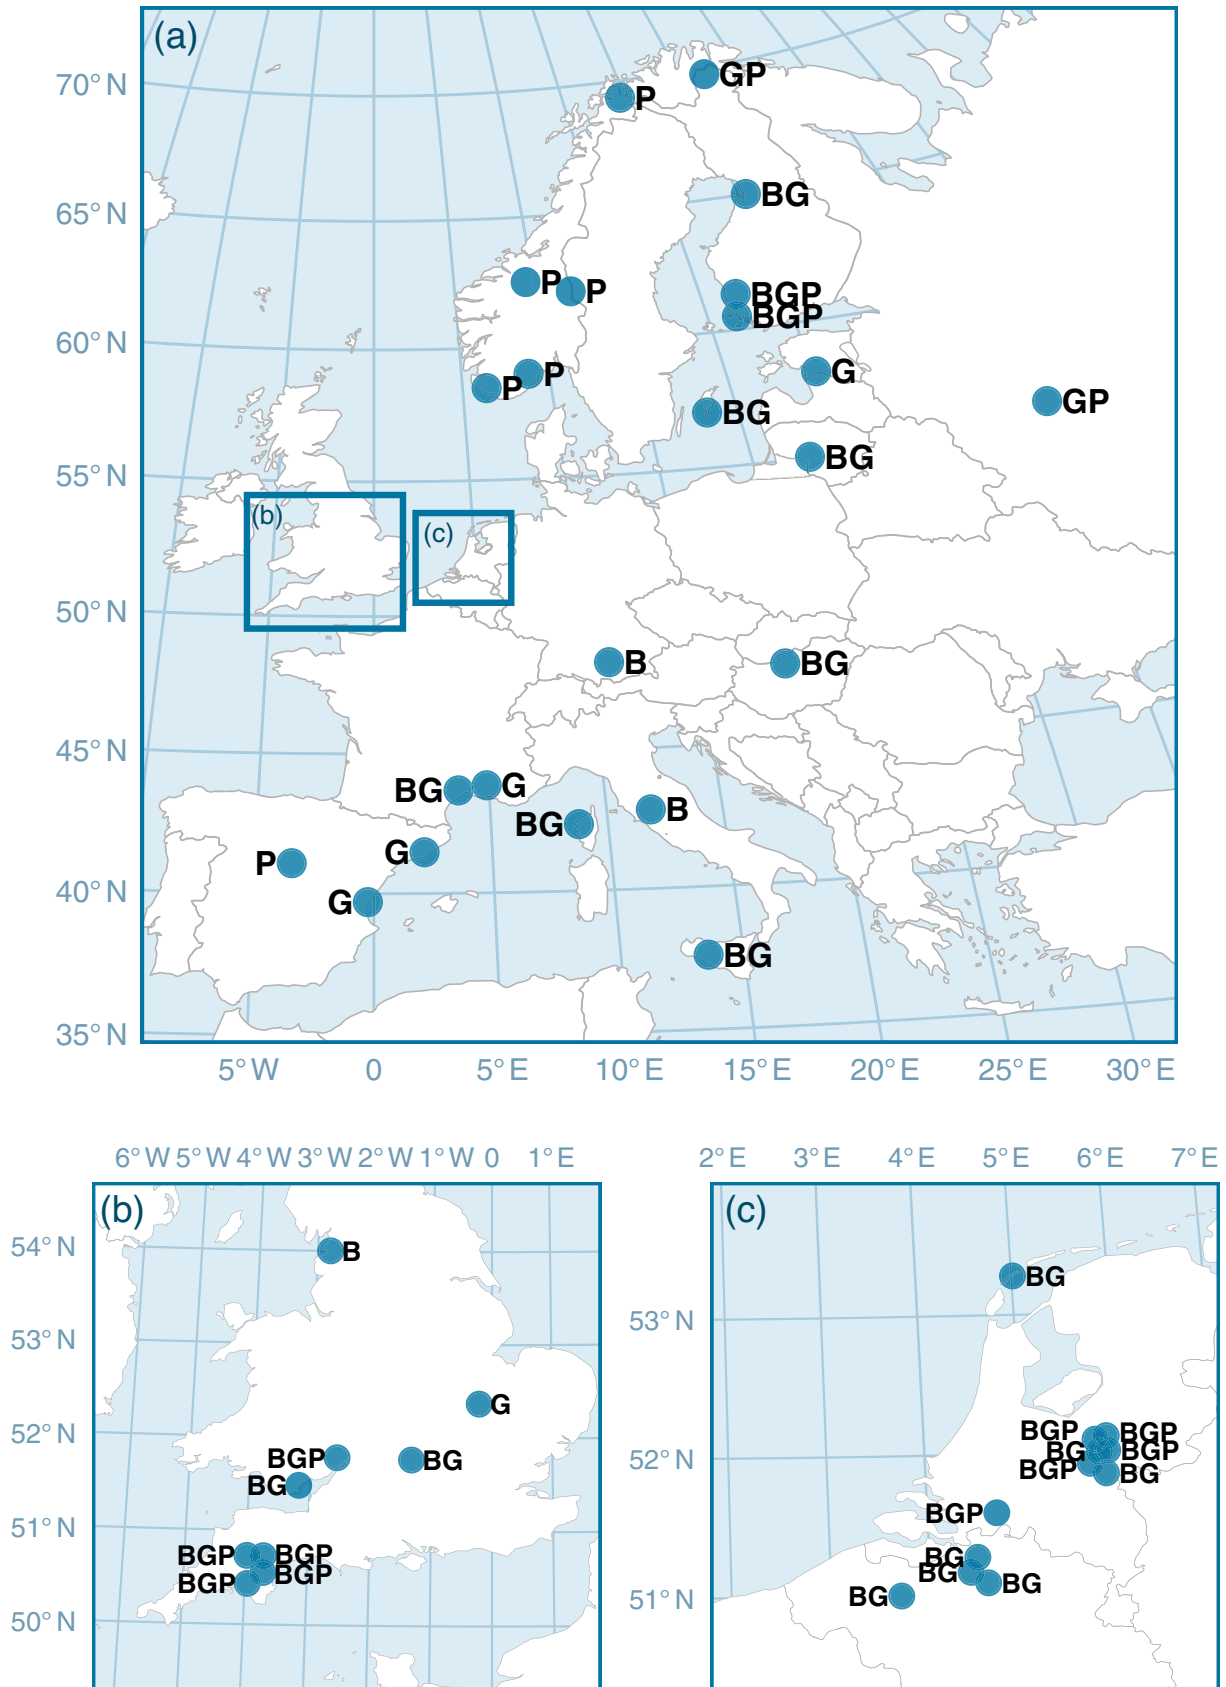 (a)
70° N
GP
P
BG
65° N
P
P
BGP
BGP
60° N
G
P
P
GP
BG
BG
55° N
(b)
(c)
50° N
B
BG
45° N
BG
G
BG
B
G
P
40° N
G
BG
35° N
5° W 0 5° E 10° E 15° E 20° E 25° E 30° E
6° W 5° W 4° W 3° W 2° W 1° W 0 1° E
(b)
54° N
B
53° N
G
52° N
BGP
BG
BG
51° N
BGP
BGP
BGP
BGP
50° N
2° E 3° E 4° E 5° E 6° E 7° E
(c)
BG
53° N
BGP
BGP
BG
BGP
52° N
BGP
BG
BGP
BG
BG
BG
BG
51° N